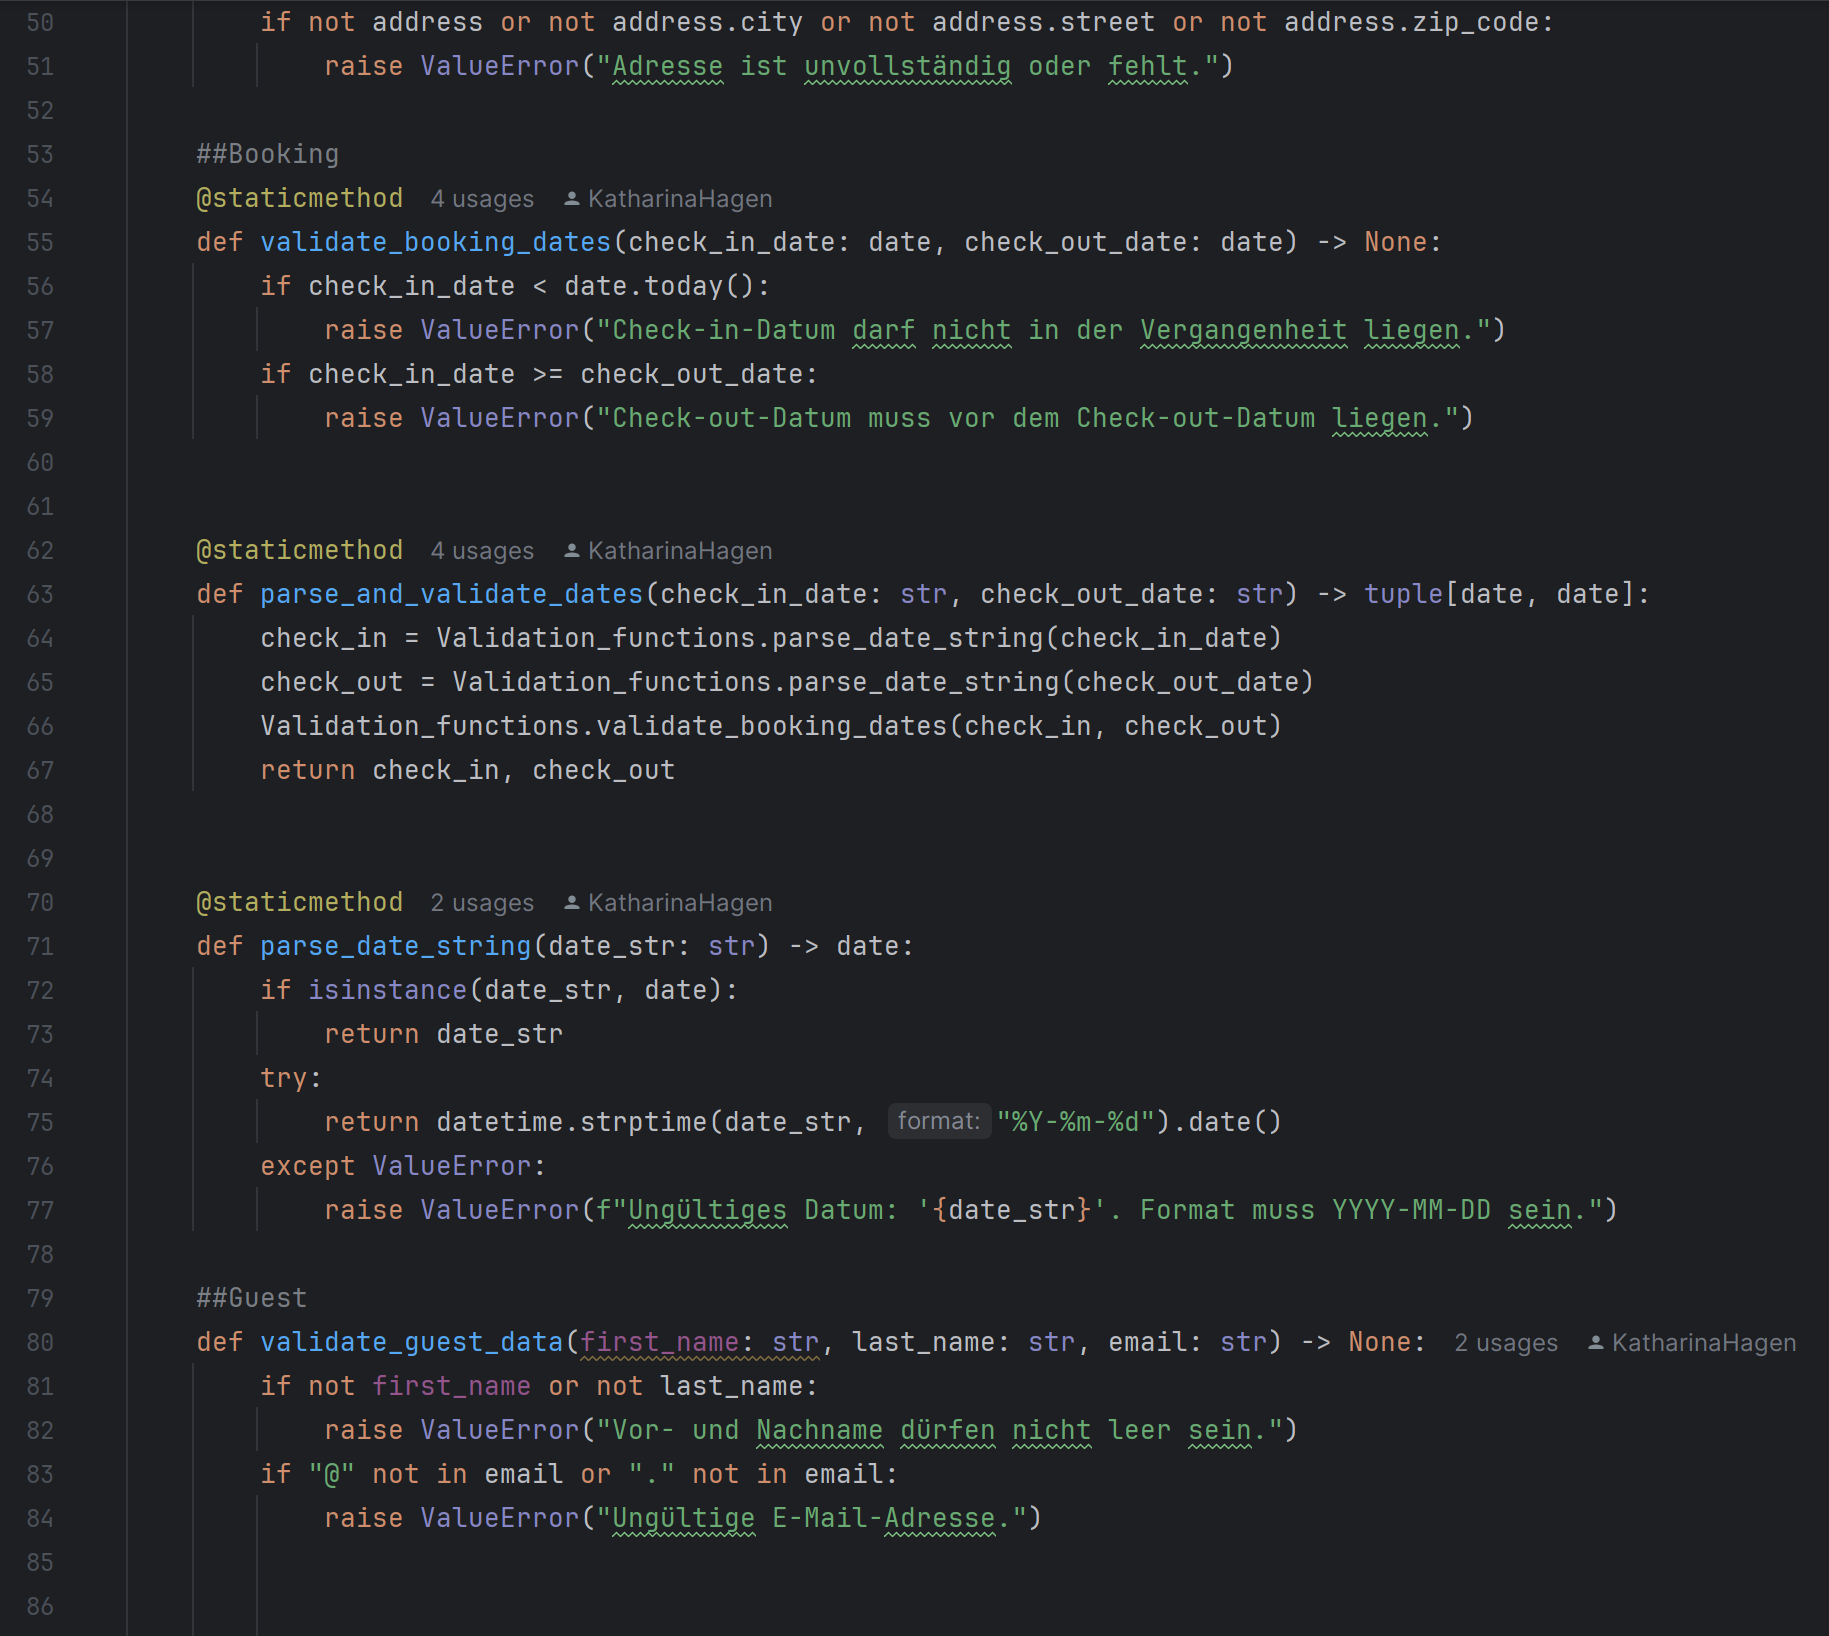 50 if not address or not address.city or not address.street or not address.zip_code:
51 raise ValueError("Adresse ist unvollständig oder fehlt.")
52
53 ##Booking
54 @staticmethod 4 usages KatharinaHagen
55 def validate_booking_dates(check_in_date: date, check_out_date: date) -> None:
56 if check_in_date < date.today():
57 raise ValueError("Check-in-Datum darf nicht in der Vergangenheit liegen.")
58 if check_in_date >= check_out_date:
59 raise ValueError("Check-out-Datum muss vor dem Check-out-Datum liegen.")
60
61
62 @staticmethod 4 usages KatharinaHagen
63 def parse_and_validate_dates(check_in_date: str, check_out_date: str) -> tuple[date, date]:
64 check_in = Validation_functions.parse_date_string(check_in_date)
65 check_out = Validation_functions.parse_date_string(check_out_date)
66 Validation_functions.validate_booking_dates(check_in, check_out)
67 return check_in, check_out
68
69
70 @staticmethod 2 usages KatharinaHagen
71 def parse_date_string(date_str: str) -> date:
72 if isinstance(date_str, date):
73 return date_str
74 try:
75 return datetime.strptime(date_str, format: "%Y-%m-%d").date()
76 except ValueError:
77 raise ValueError(f"Ungültiges Datum: '{date_str}'. Format muss YYYY-MM-DD sein.")
78
79 ##Guest
80 def validate_guest_data(first_name: str, last_name: str, email: str) -> None: 2 usages KatharinaHagen
81 if not first_name or not last_name:
82 raise ValueError("Vor- und Nachname dürfen nicht leer sein.")
83 if "@" not in email or "." not in email:
84 raise ValueError("Ungültige E-Mail-Adresse.")
85
86